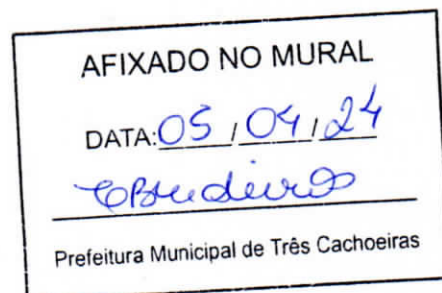 AFIXADO NO MURAL
DATA: 05 / 04 / 24
Prefeitura Municipal de Três Cachoeiras